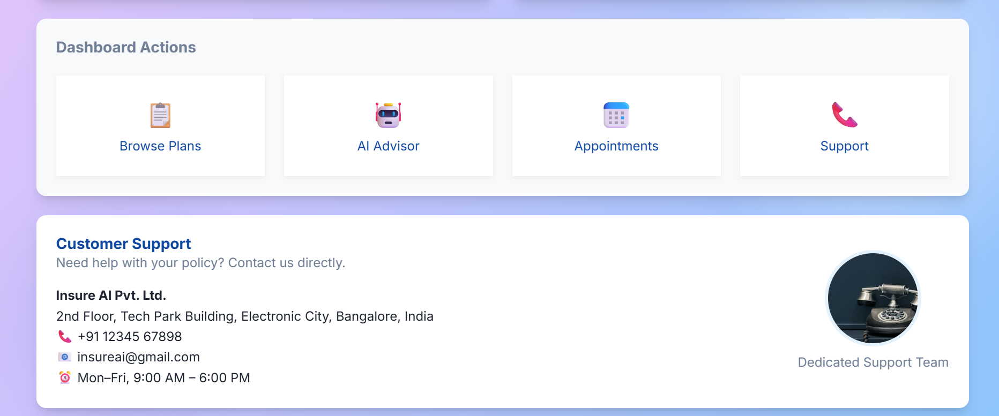 Dashboard Actions
Browse Plans
AI Advisor
Appointments
Support
Customer Support
Need help with your policy? Contact us directly.
Insure AI Pvt. Ltd.
2nd Floor, Tech Park Building, Electronic City, Bangalore, India
+91 12345 67898
insureai@gmail.com
Mon–Fri, 9:00 AM – 6:00 PM
Dedicated Support Team